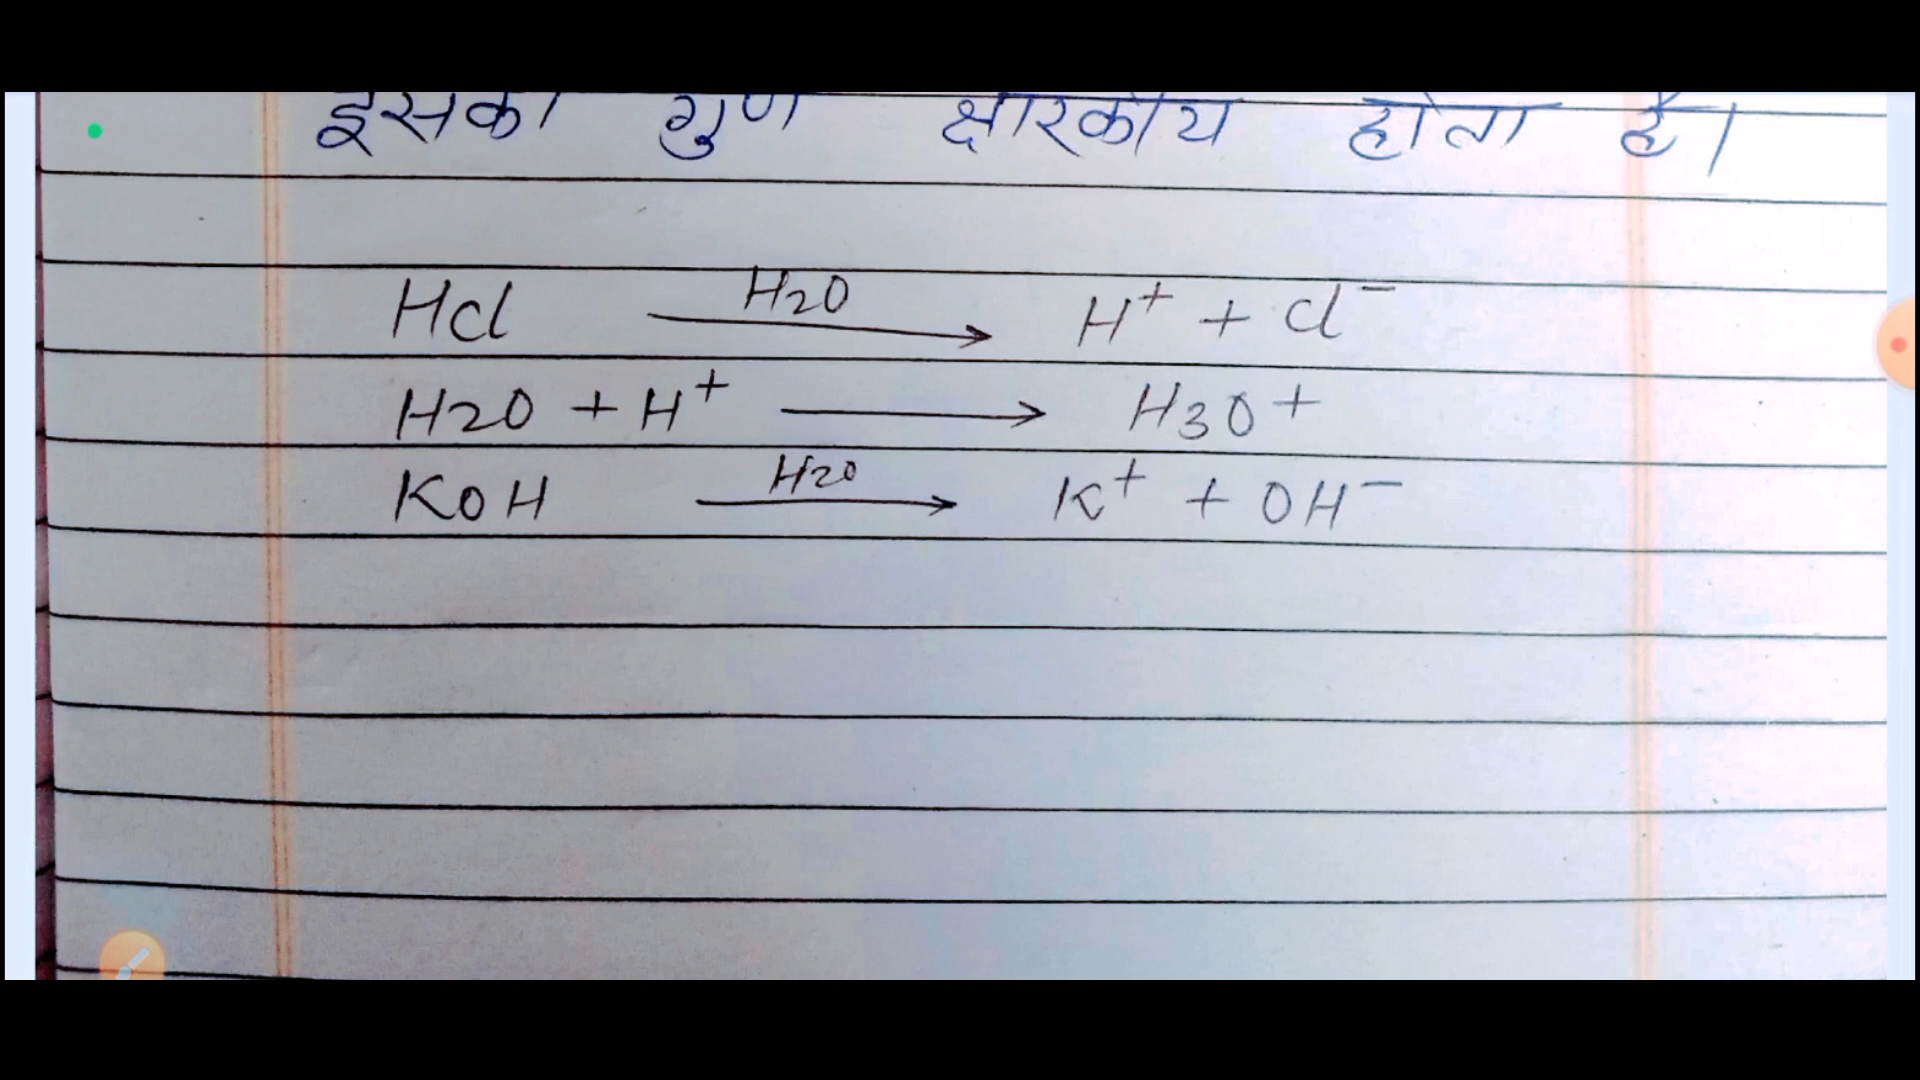 इसका गुण क्षारकीय होता है।
HCl H2O → H+ + Cl-
H2O + H+ → H3O+
KOH H2O → K+ + OH-